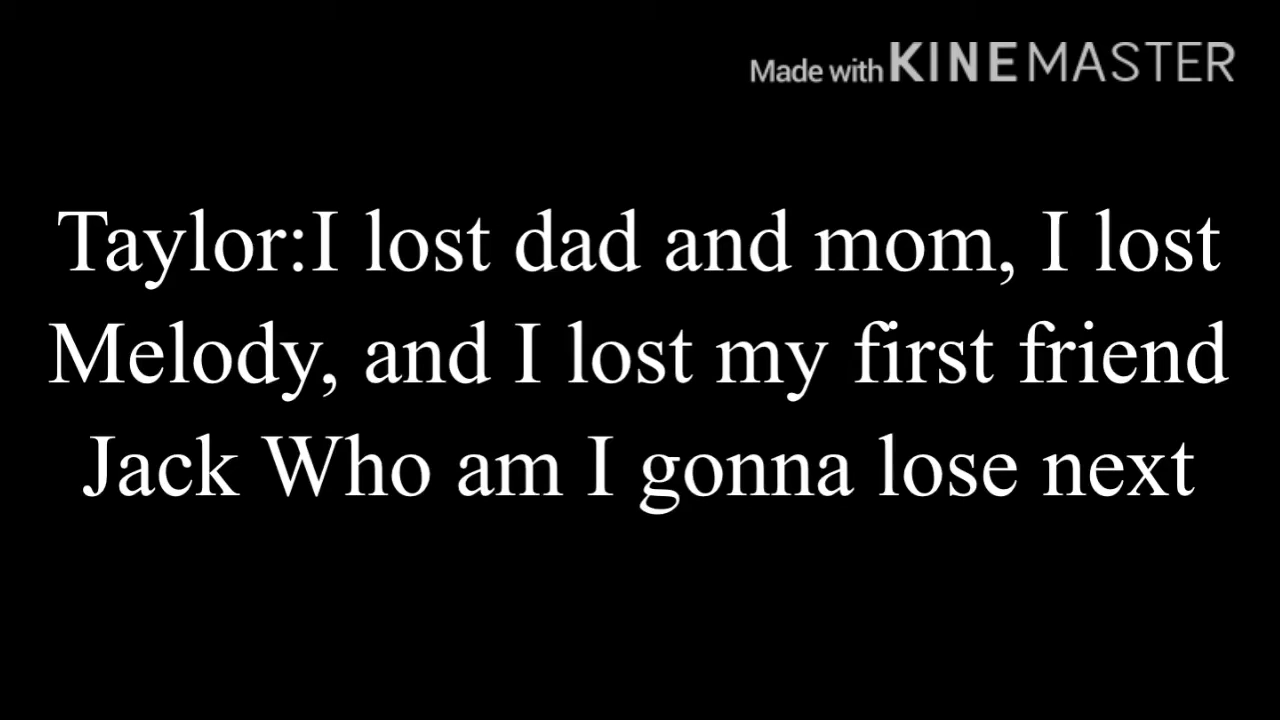 Made with KINEMASTER
Taylor:I lost dad and mom, I lost
Melody, and I lost my first friend
Jack Who am I gonna lose next